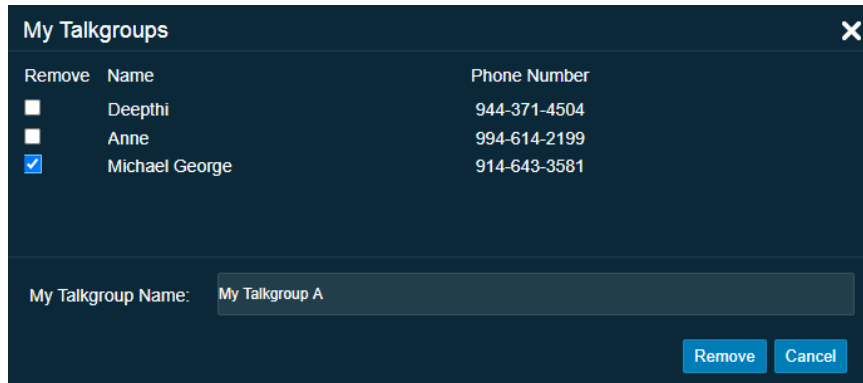 My Talkgroups
Remove Name Phone Number
Deepthi 944-371-4504
Anne 994-614-2199
Michael George 914-643-3581
My Talkgroup Name: My Talkgroup A
Remove Cancel